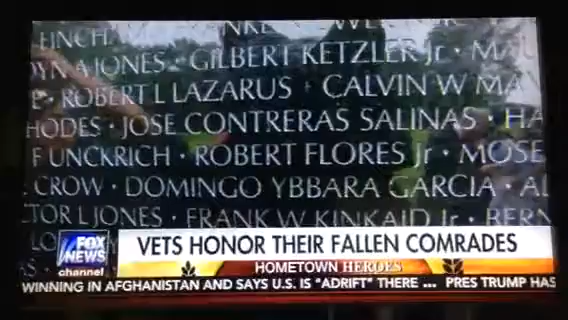 GILBERT KETZLER Jr •
• ROBERT L LAZARUS • CALVIN W
• JOSE CONTRERAS SALINAS •
F UNCKRICH • ROBERT FLORES Jr •
CROW • DOMINGO YBBARA GARCIA •
L JONES • FRANK W KINKAID Jr •
FOX
NEWS
channel
VETS HONOR THEIR FALLEN COMRADES
HOMETOWN HEROES
WINNING IN AFGHANISTAN AND SAYS U.S. IS "ADRIFT" THERE ... PRES TRUMP HAS